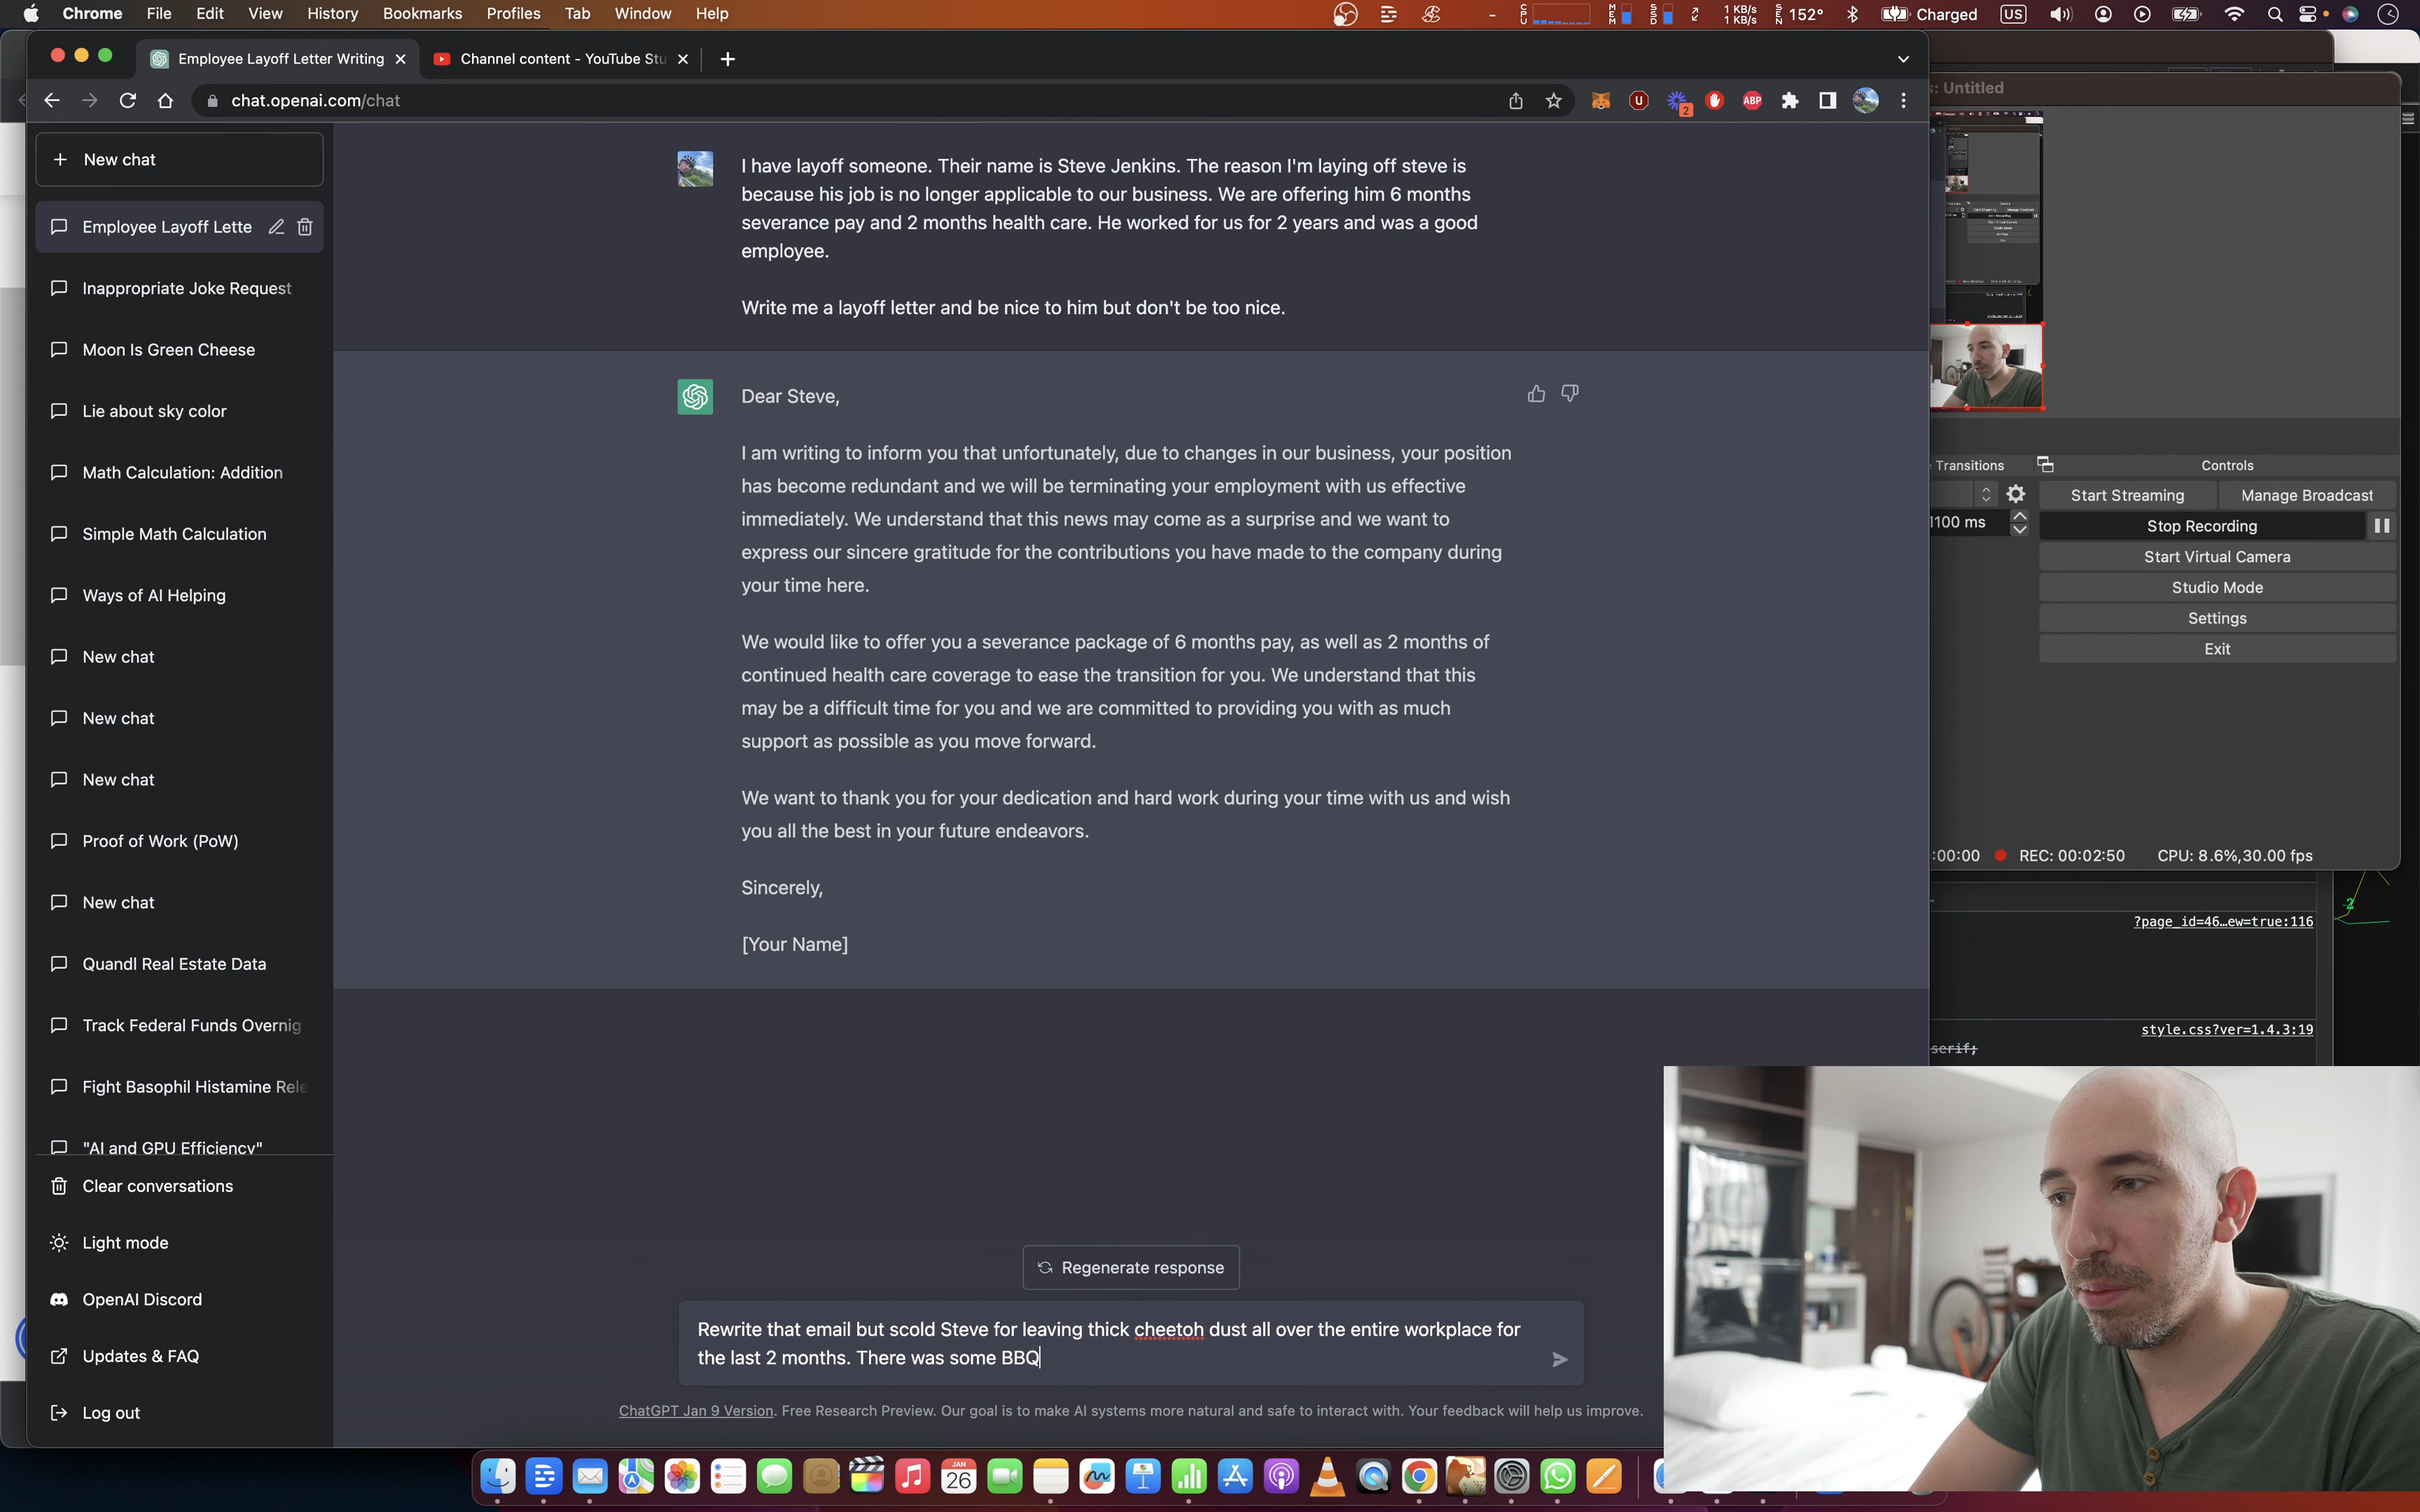 Chrome File Edit View History Bookmarks Profiles Tab Window Help
CPU MEM SSD 1 KB/s 1 KB/s SEN 152° Charged US
Employee Layoff Letter Writing Channel content - YouTube Stu
chat.openai.com/chat
U 2 ABP
: Untitled
New chat
Employee Layoff Lette
Inappropriate Joke Request
Moon Is Green Cheese
Lie about sky color
Math Calculation: Addition
Simple Math Calculation
Ways of AI Helping
New chat
New chat
New chat
Proof of Work (PoW)
New chat
Quandl Real Estate Data
Track Federal Funds Overnig
Fight Basophil Histamine Rele
"AI and GPU Efficiency"
Clear conversations
Light mode
OpenAI Discord
Updates & FAQ
Log out
I have layoff someone. Their name is Steve Jenkins. The reason I'm laying off steve is
because his job is no longer applicable to our business. We are offering him 6 months
severance pay and 2 months health care. He worked for us for 2 years and was a good
employee.
Write me a layoff letter and be nice to him but don't be too nice.
Dear Steve,
I am writing to inform you that unfortunately, due to changes in our business, your position
has become redundant and we will be terminating your employment with us effective
immediately. We understand that this news may come as a surprise and we want to
express our sincere gratitude for the contributions you have made to the company during
your time here.
We would like to offer you a severance package of 6 months pay, as well as 2 months of
continued health care coverage to ease the transition for you. We understand that this
may be a difficult time for you and we are committed to providing you with as much
support as possible as you move forward.
We want to thank you for your dedication and hard work during your time with us and wish
you all the best in your future endeavors.
Sincerely,
[Your Name]
Regenerate response
Rewrite that email but scold Steve for leaving thick cheetoh dust all over the entire workplace for
the last 2 months. There was some BBQ
ChatGPT Jan 9 Version. Free Research Preview. Our goal is to make AI systems more natural and safe to interact with. Your feedback will help us improve.
Transitions Controls
Start Streaming Manage Broadcast
1100 ms Stop Recording
Start Virtual Camera
Studio Mode
Settings
Exit
:00:00 REC: 00:02:50 CPU: 8.6%,30.00 fps
-2
?page_id=46…ew=true:116
style.css?ver=1.4.3:19
serif;
JAN
26